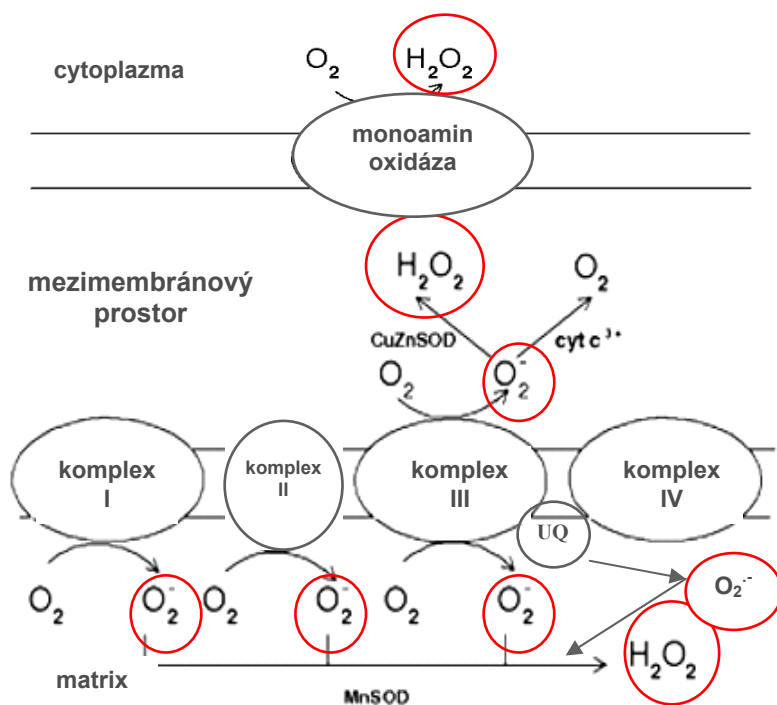 cytoplazma
O₂
H₂O₂
monoamin
oxidáza
mezimembránový
prostor
H₂O₂
O₂
CuZnSOD
cyt c³⁺
O₂
O₂⁻
komplex
I
komplex
II
komplex
III
komplex
IV
UQ
O₂
O₂⁻
O₂
O₂⁻
O₂
O₂⁻
O₂·⁻
H₂O₂
matrix
MnSOD